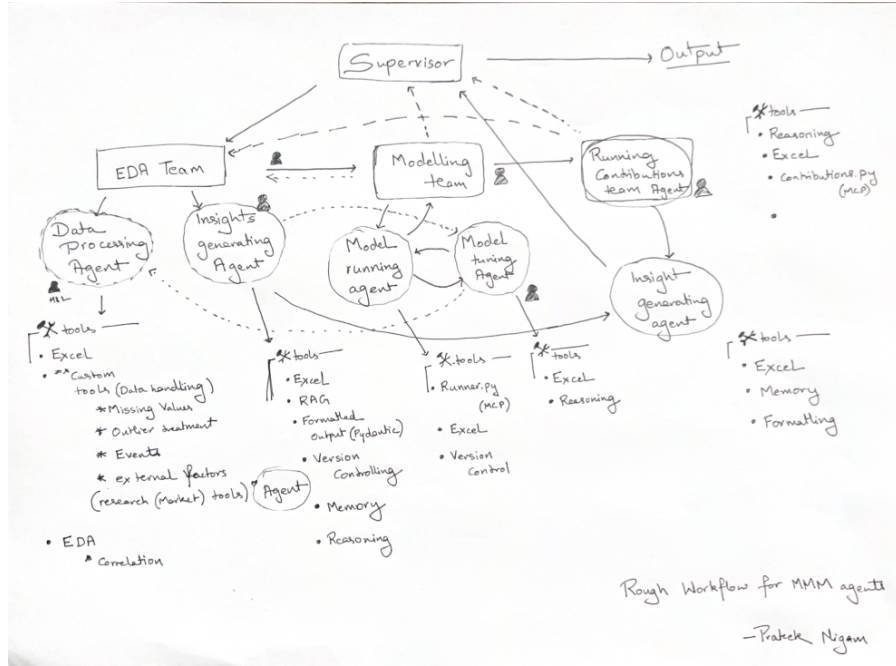 Supervisor
Output
EDA Team
Modelling
team
Running
Contributions
team Agent
tools
• Reasoning
• Excel
• Contributions.py
(MCP)
•
Data
Processing
Agent
Insights
generating
Agent
Model
running
agent
Model
tuning
Agent
Insight
generating
agent
HIL
tools
• Excel
• ** Custom
tools (Data handling)
* Missing Values
* Outlier treatment
* Events
* external factors
(research (Market) tools)
Agent
• EDA
* Correlation
tools
• Excel
• RAG
• Formatted
output (Pydantic)
• Version
Controlling
• Memory
• Reasoning
tools
• Runner.py
(MCP)
• Excel
• Version
Control
tools
• Excel
• Reasoning
tools
• Excel
• Memory
• Formatting
Rough Workflow for MMM agents
– Prateek Nigam